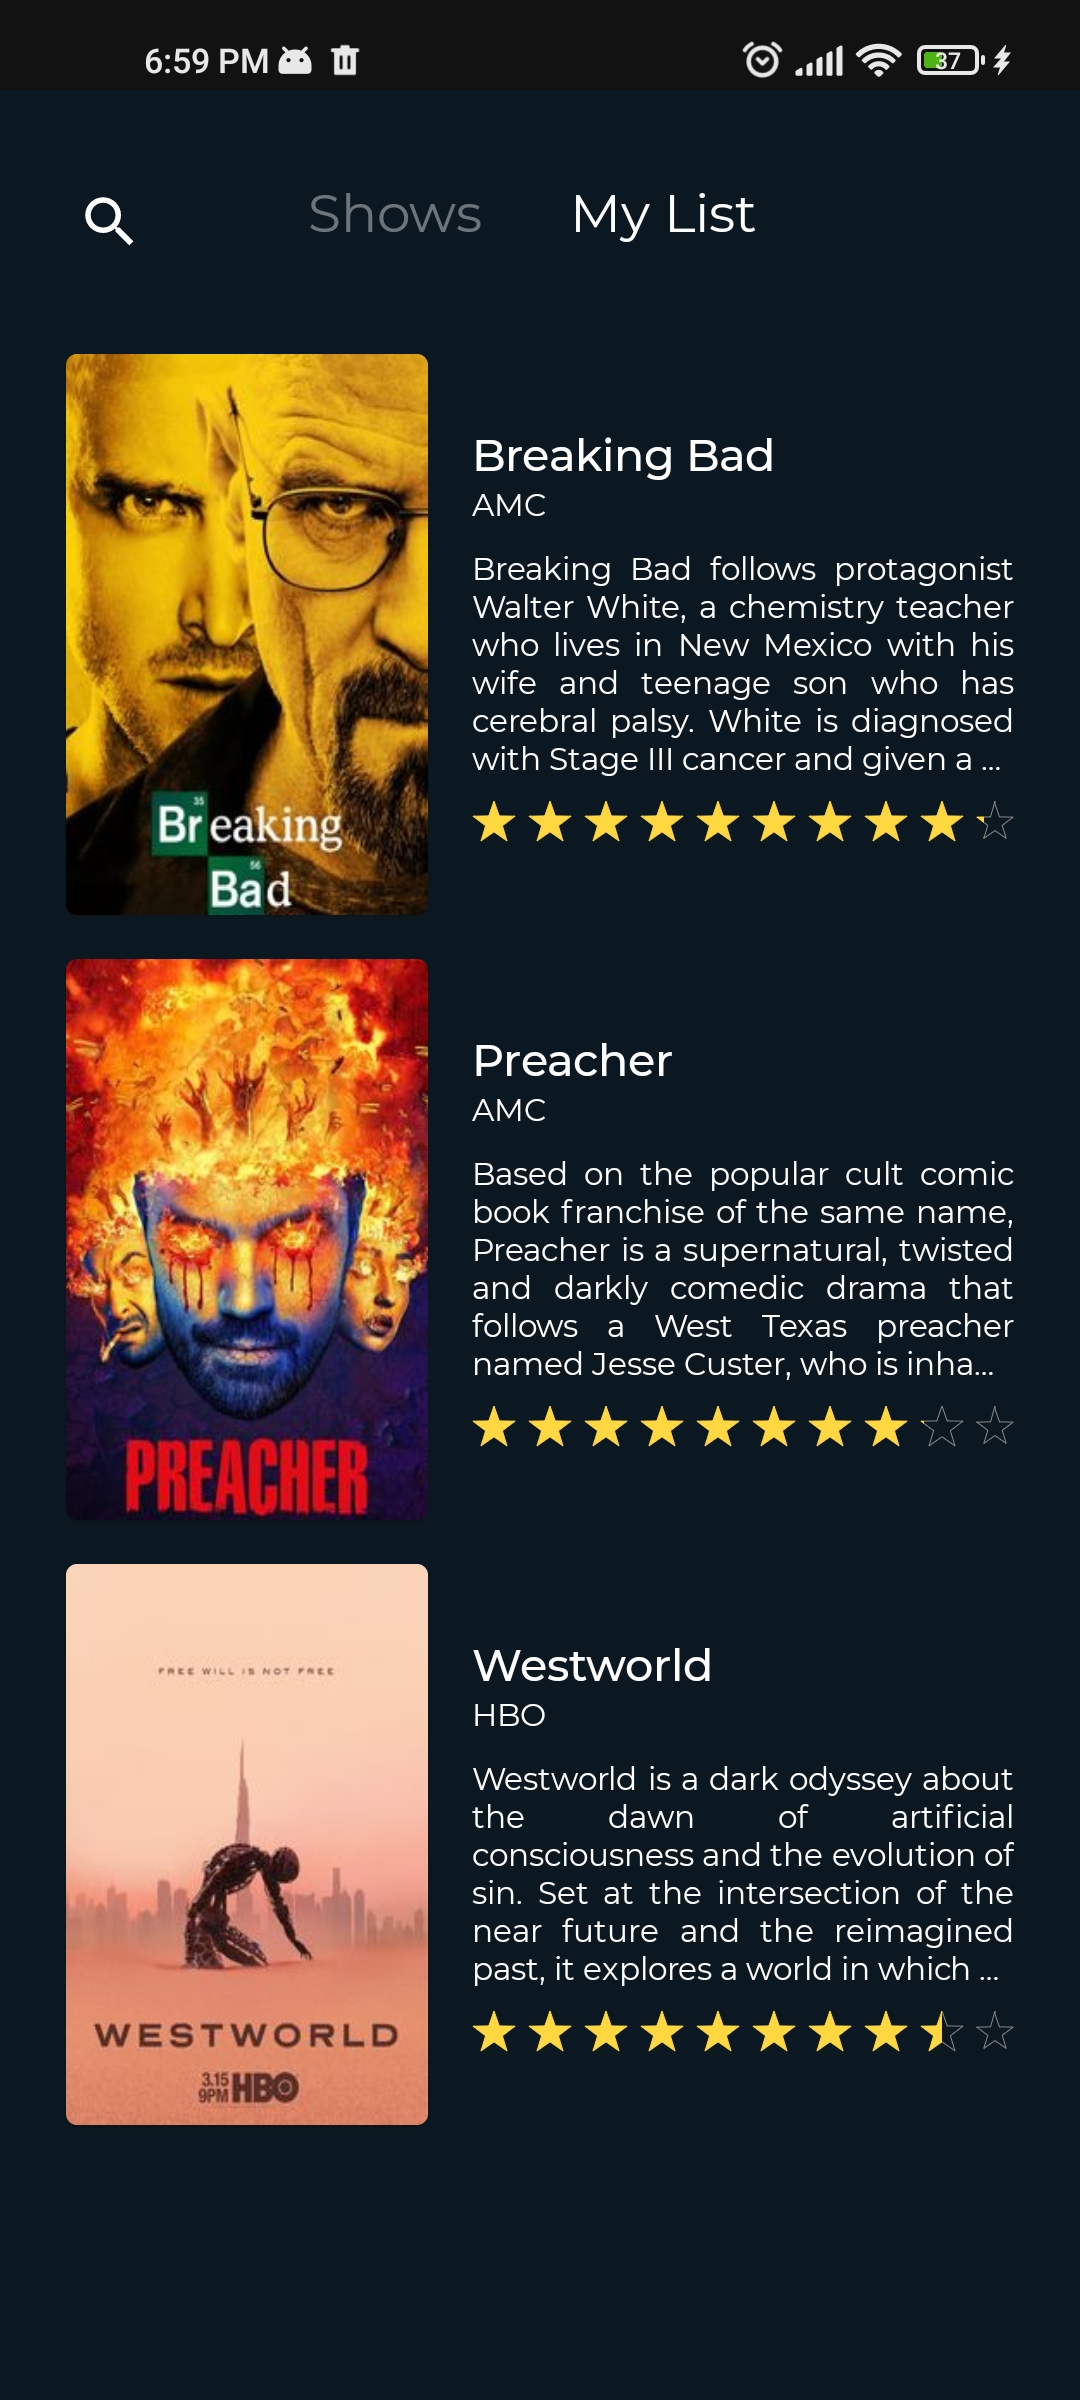 6:59 PM
37
Shows
My List
35
Breaking
56
Bad
Breaking Bad
AMC
Breaking Bad follows protagonist
Walter White, a chemistry teacher
who lives in New Mexico with his
wife and teenage son who has
cerebral palsy. White is diagnosed
with Stage III cancer and given a ...
PREACHER
Preacher
AMC
Based on the popular cult comic
book franchise of the same name,
Preacher is a supernatural, twisted
and darkly comedic drama that
follows a West Texas preacher
named Jesse Custer, who is inha...
FREE WILL IS NOT FREE
WESTWORLD
3.15
9PM HBO
Westworld
HBO
Westworld is a dark odyssey about
the dawn of artificial
consciousness and the evolution of
sin. Set at the intersection of the
near future and the reimagined
past, it explores a world in which ...